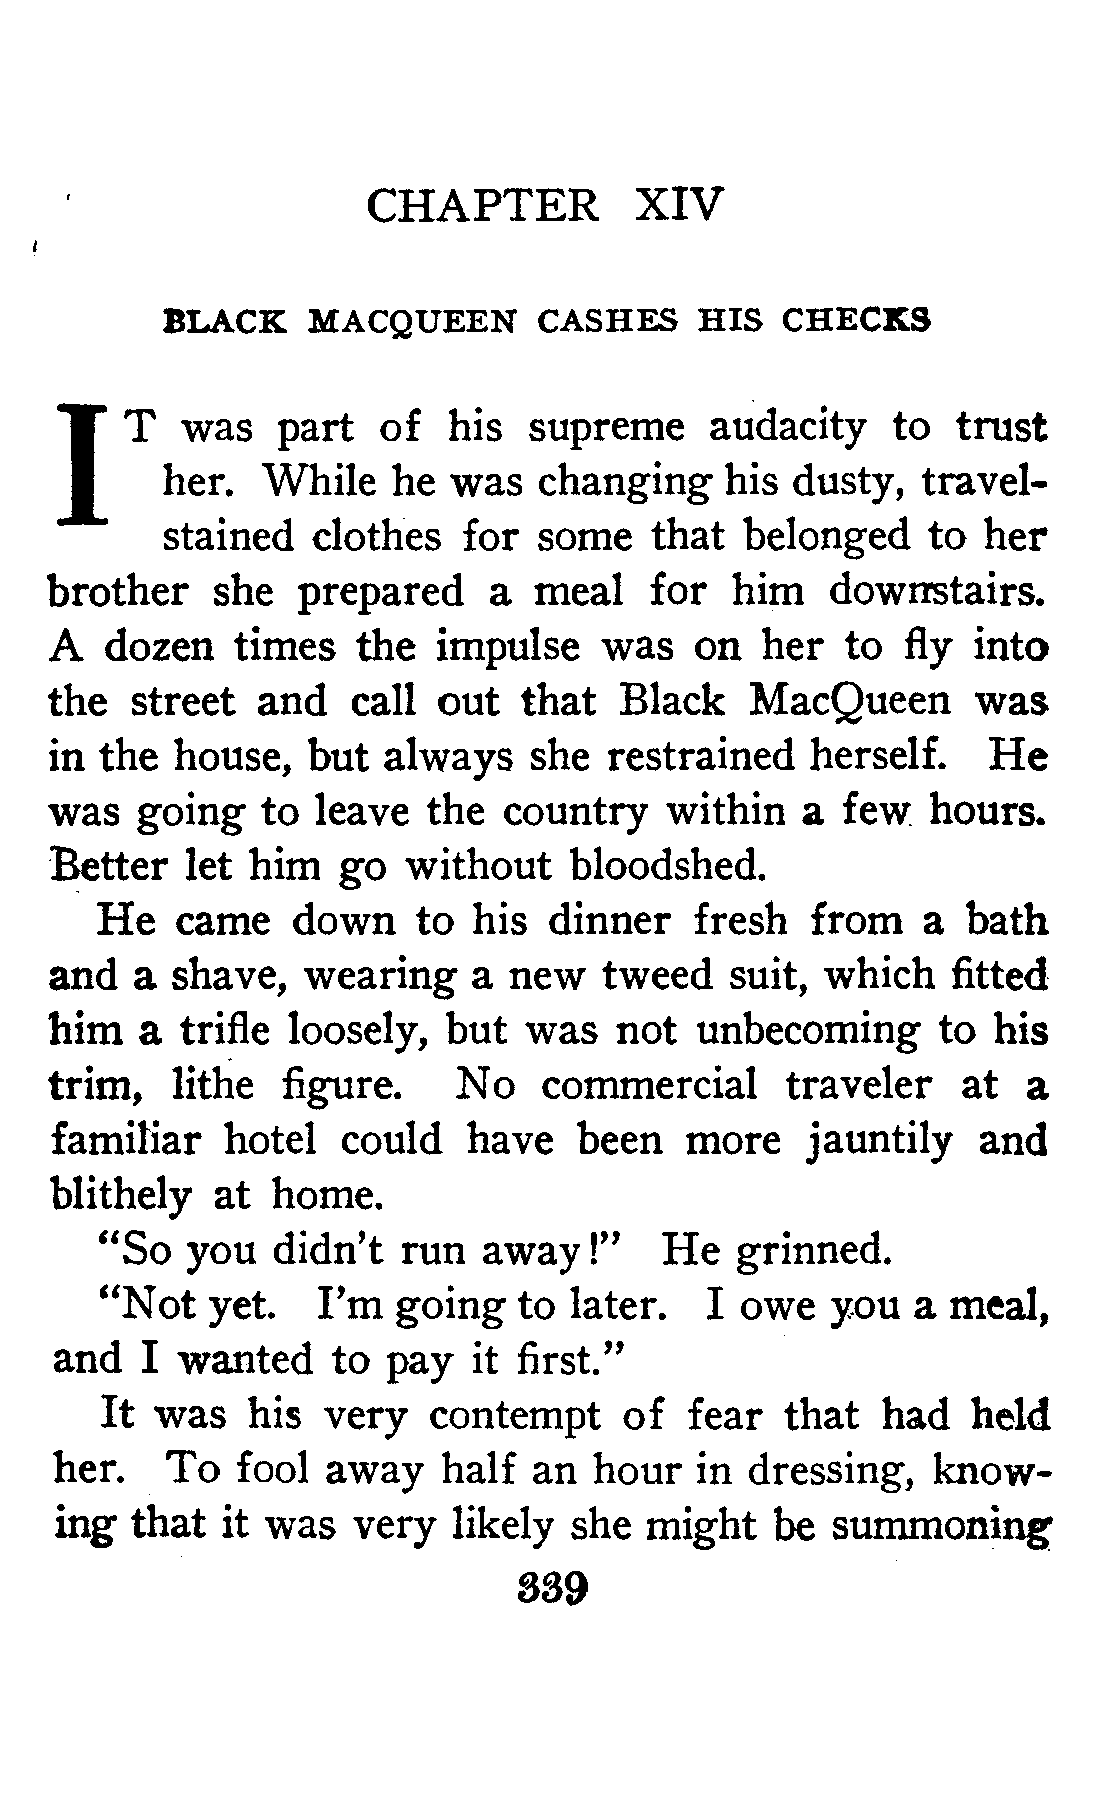 CHAPTER XIV
BLACK MACQUEEN CASHES HIS CHECKS
IT was part of his supreme audacity to trust
her. While he was changing his dusty, travel-
stained clothes for some that belonged to her
brother she prepared a meal for him downstairs.
A dozen times the impulse was on her to fly into
the street and call out that Black MacQueen was
in the house, but always she restrained herself. He
was going to leave the country within a few hours.
Better let him go without bloodshed.
He came down to his dinner fresh from a bath
and a shave, wearing a new tweed suit, which fitted
him a trifle loosely, but was not unbecoming to his
trim, lithe figure. No commercial traveler at a
familiar hotel could have been more jauntily and
blithely at home.
"So you didn't run away!" He grinned.
"Not yet. I'm going to later. I owe you a meal,
and I wanted to pay it first."
It was his very contempt of fear that had held
her. To fool away half an hour in dressing, know-
ing that it was very likely she might be summoning
339